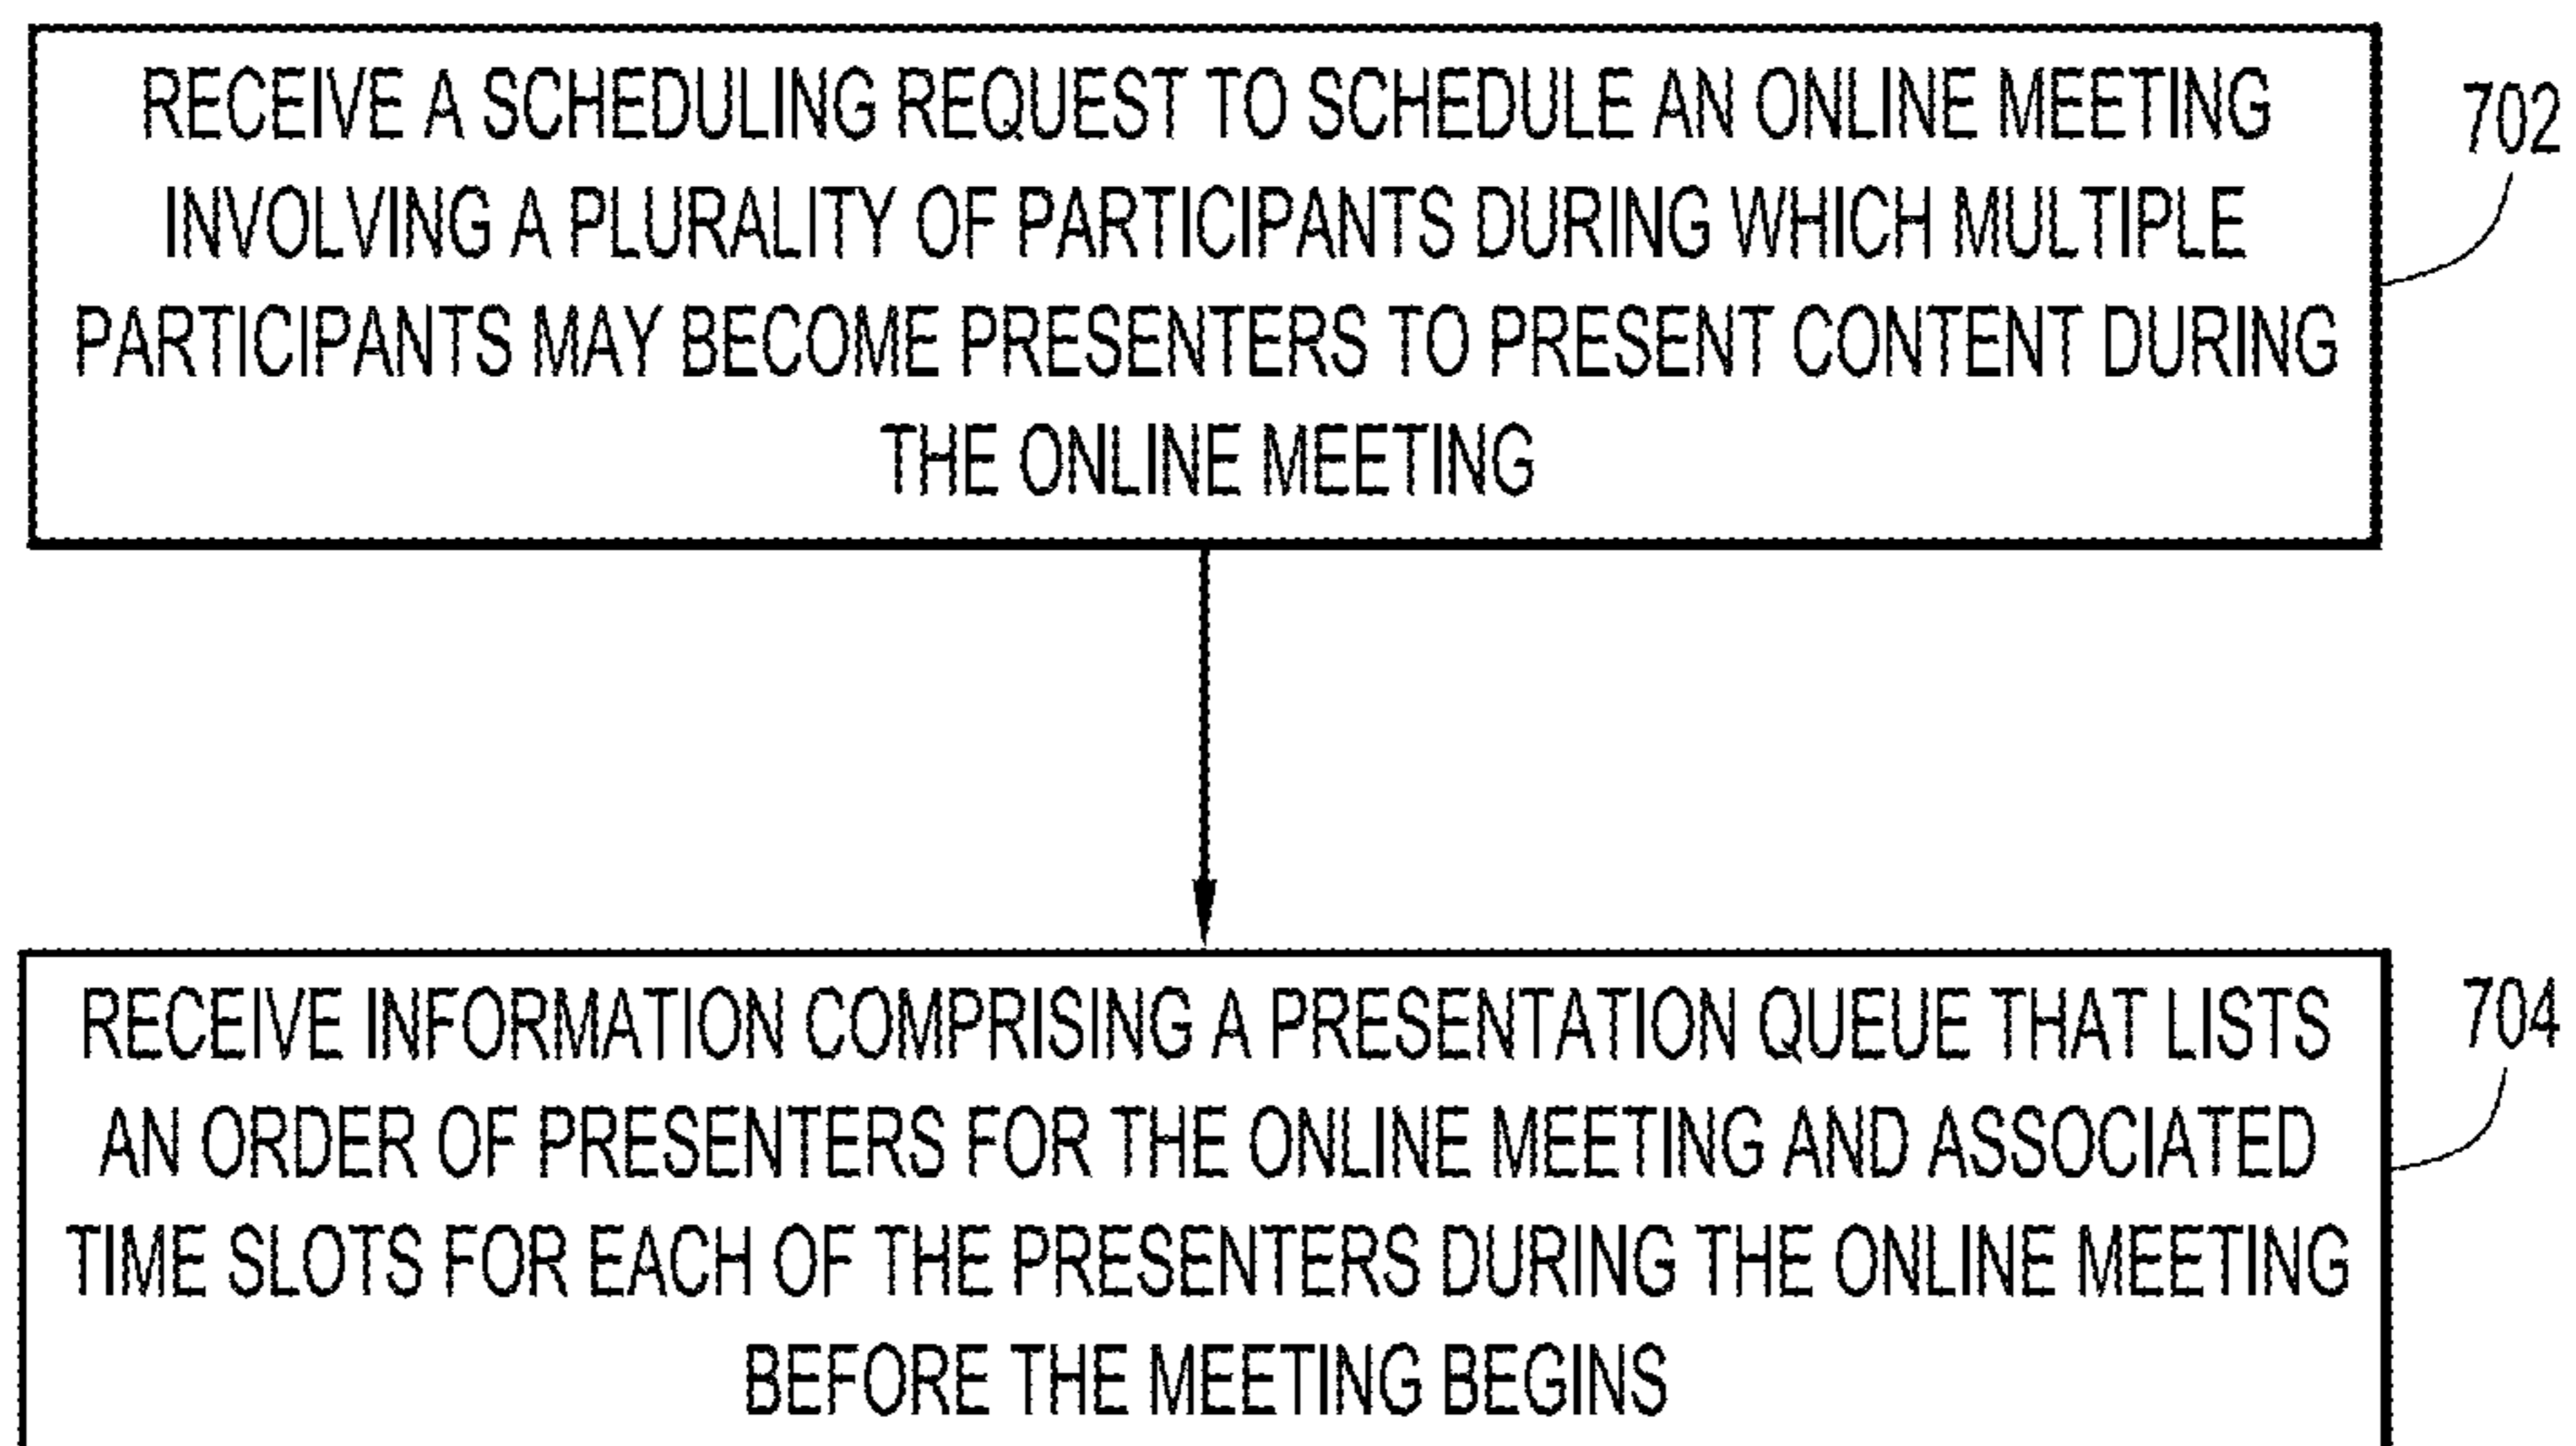 RECEIVE A SCHEDULING REQUEST TO SCHEDULE AN ONLINE MEETING
INVOLVING A PLURALITY OF PARTICIPANTS DURING WHICH MULTIPLE
PARTICIPANTS MAY BECOME PRESENTERS TO PRESENT CONTENT DURING
THE ONLINE MEETING
702
RECEIVE INFORMATION COMPRISING A PRESENTATION QUEUE THAT LISTS
AN ORDER OF PRESENTERS FOR THE ONLINE MEETING AND ASSOCIATED
TIME SLOTS FOR EACH OF THE PRESENTERS DURING THE ONLINE MEETING
BEFORE THE MEETING BEGINS
704